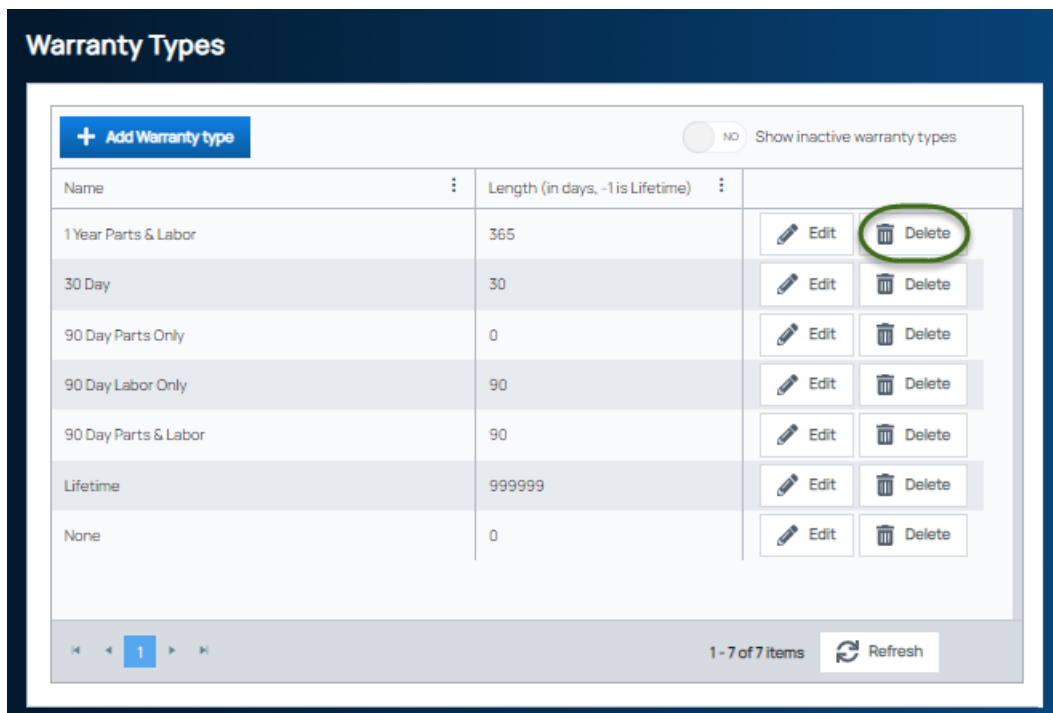 Warranty Types
+ Add Warranty type NO Show inactive warranty types
Name Length (in days, -1 is Lifetime)
1 Year Parts & Labor 365 Edit Delete
30 Day 30 Edit Delete
90 Day Parts Only 0 Edit Delete
90 Day Labor Only 90 Edit Delete
90 Day Parts & Labor 90 Edit Delete
Lifetime 999999 Edit Delete
None 0 Edit Delete
1 1 - 7 of 7 items Refresh